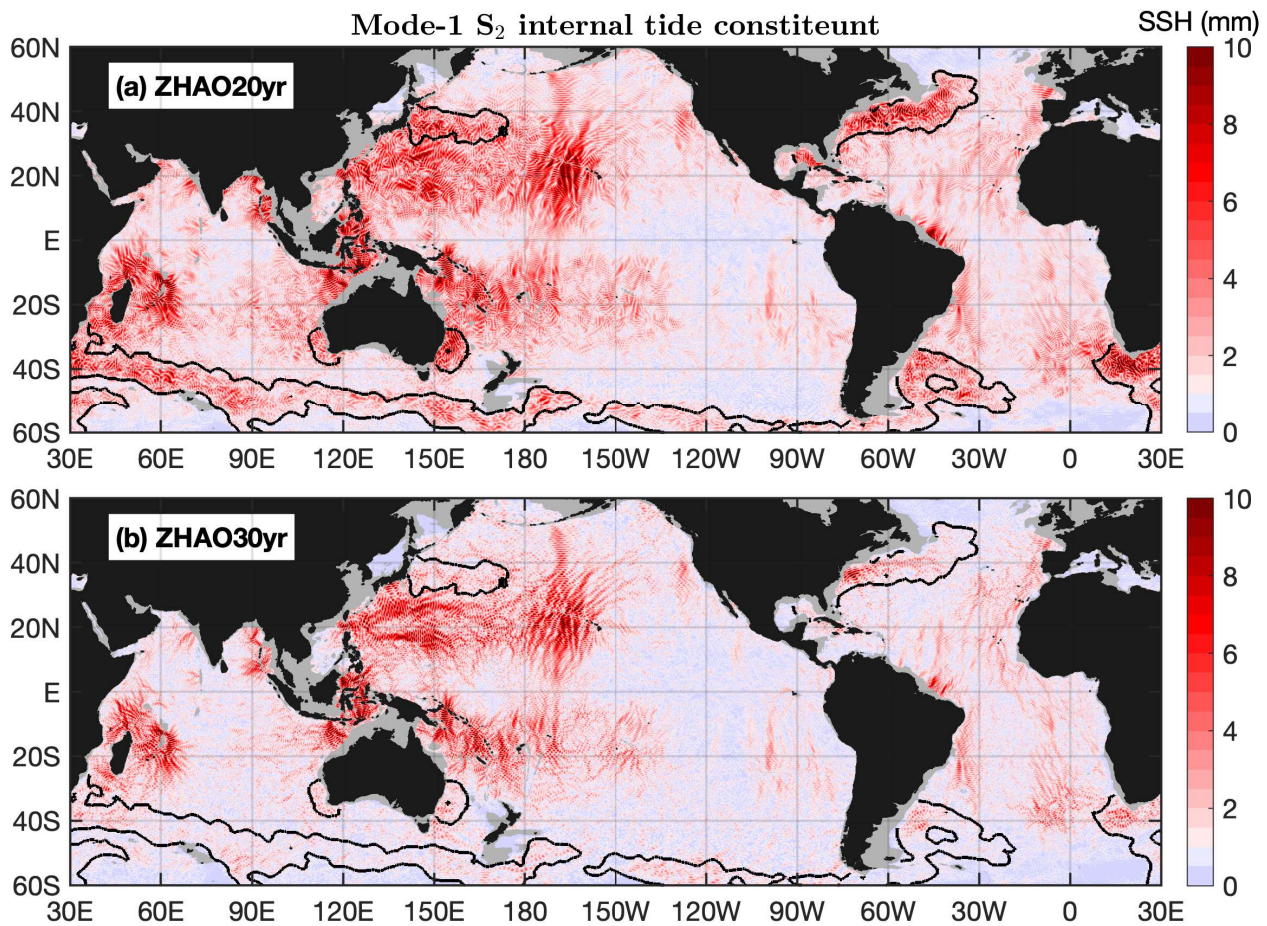 Mode-1 S₂ internal tide constiteunt
SSH (mm)
(a) ZHAO20yr
60N
40N
20N
E
20S
40S
60S
30E 60E 90E 120E 150E 180 150W 120W 90W 60W 30W 0 30E
10
8
6
4
2
0
(b) ZHAO30yr
60N
40N
20N
E
20S
40S
60S
30E 60E 90E 120E 150E 180 150W 120W 90W 60W 30W 0 30E
10
8
6
4
2
0